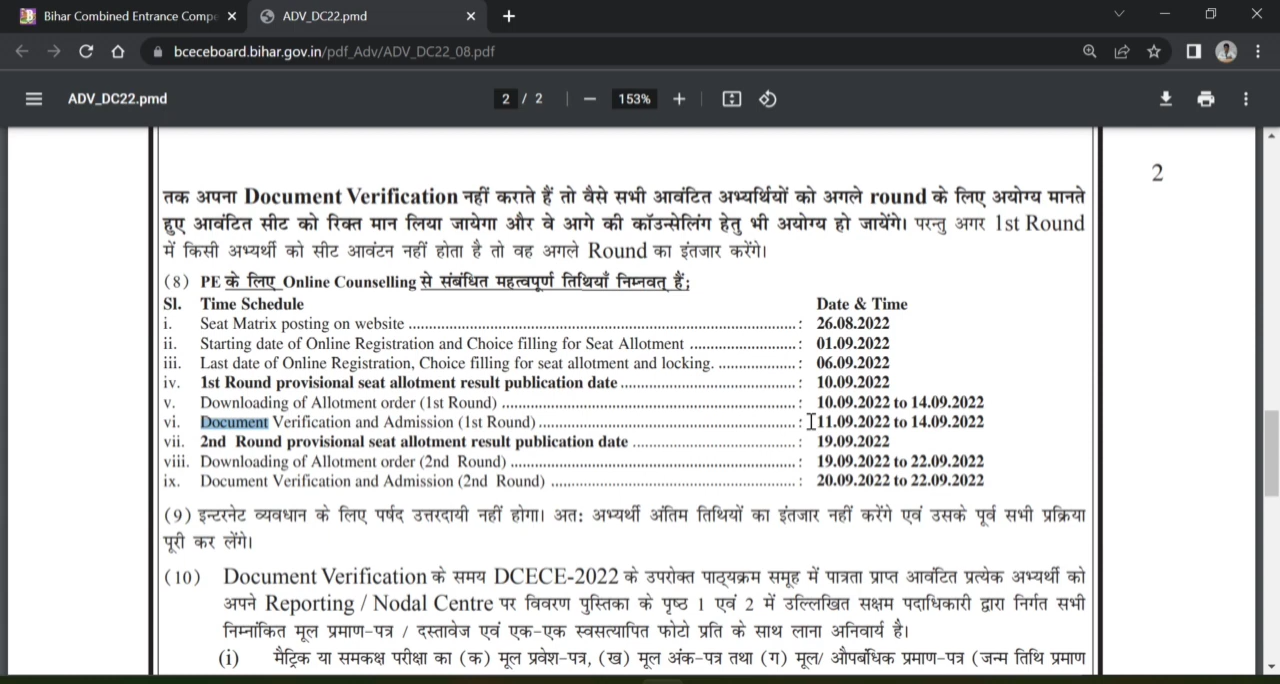 Bihar Combined Entrance Compe
ADV_DC22.pmd
bceceboard.bihar.gov.in/pdf_Adv/ADV_DC22_08.pdf
ADV_DC22.pmd
2 / 2
153%
2
तक अपना Document Verification नहीं कराते हैं तो वैसे सभी आवंटित अभ्यर्थियों को अगले round के लिए अयोग्य मानते
हुए आवंटित सीट को रिक्त मान लिया जायेगा और वे आगे की कॉउन्सेलिंग हेतु भी अयोग्य हो जायेंगे। परन्तु अगर 1st Round
में किसी अभ्यर्थी को सीट आवंटन नहीं होता है तो वह अगले Round का इंतजार करेंगे।
(8) PE के लिए Online Counselling से संबंधित महत्वपूर्ण तिथियाँ निम्नवत् हैं;
Sl. Time Schedule Date & Time
i. Seat Matrix posting on website : 26.08.2022
ii. Starting date of Online Registration and Choice filling for Seat Allotment : 01.09.2022
iii. Last date of Online Registration, Choice filling for seat allotment and locking. : 06.09.2022
iv. 1st Round provisional seat allotment result publication date : 10.09.2022
v. Downloading of Allotment order (1st Round) : 10.09.2022 to 14.09.2022
vi. Document Verification and Admission (1st Round) : 11.09.2022 to 14.09.2022
vii. 2nd Round provisional seat allotment result publication date : 19.09.2022
viii. Downloading of Allotment order (2nd Round) : 19.09.2022 to 22.09.2022
ix. Document Verification and Admission (2nd Round) : 20.09.2022 to 22.09.2022
(9) इन्टरनेट व्यवधान के लिए पर्षद उत्तरदायी नहीं होगा। अतः अभ्यर्थी अंतिम तिथियों का इंतजार नहीं करेंगे एवं उसके पूर्व सभी प्रक्रिया
पूरी कर लेंगे।
(10) Document Verification के समय DCECE-2022 के उपरोक्त पाठ्यक्रम समूह में पात्रता प्राप्त आवंटित प्रत्येक अभ्यर्थी को
अपने Reporting / Nodal Centre पर विवरण पुस्तिका के पृष्ठ 1 एवं 2 में उल्लिखित सक्षम पदाधिकारी द्वारा निर्गत सभी
निम्नांकित मूल प्रमाण-पत्र / दस्तावेज एवं एक-एक स्वसत्यापित फोटो प्रति के साथ लाना अनिवार्य है।
(i) मैट्रिक या समकक्ष परीक्षा का (क) मूल प्रवेश-पत्र, (ख) मूल अंक-पत्र तथा (ग) मूल/ औपबंधिक प्रमाण-पत्र (जन्म तिथि प्रमाण